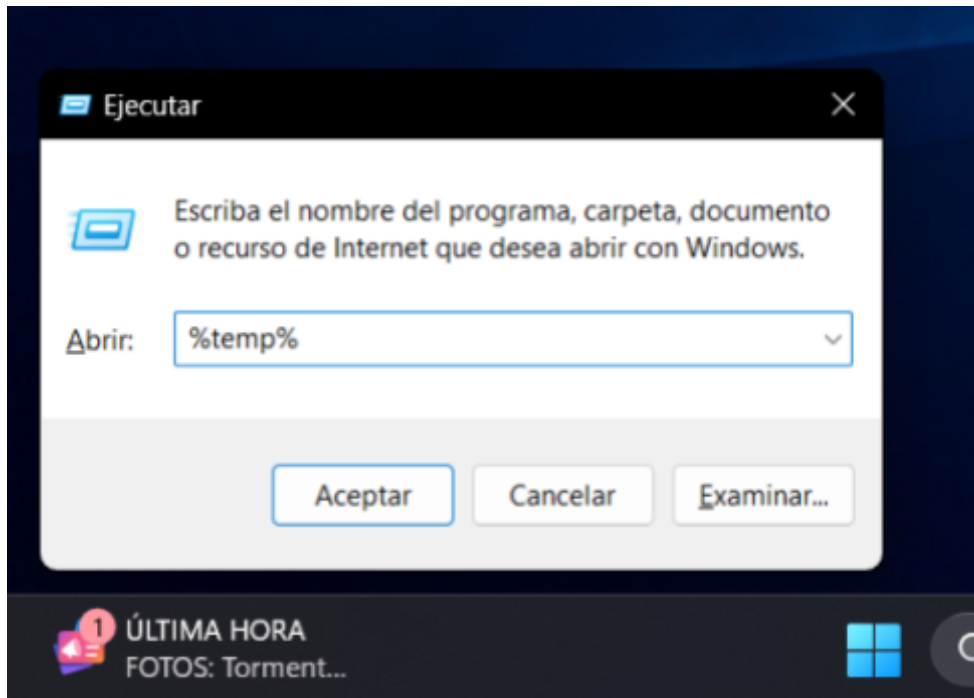 Ejecutar
Escriba el nombre del programa, carpeta, documento
o recurso de Internet que desea abrir con Windows.
Abrir: %temp%
Aceptar Cancelar Examinar...
1 ÚLTIMA HORA
FOTOS: Torment...